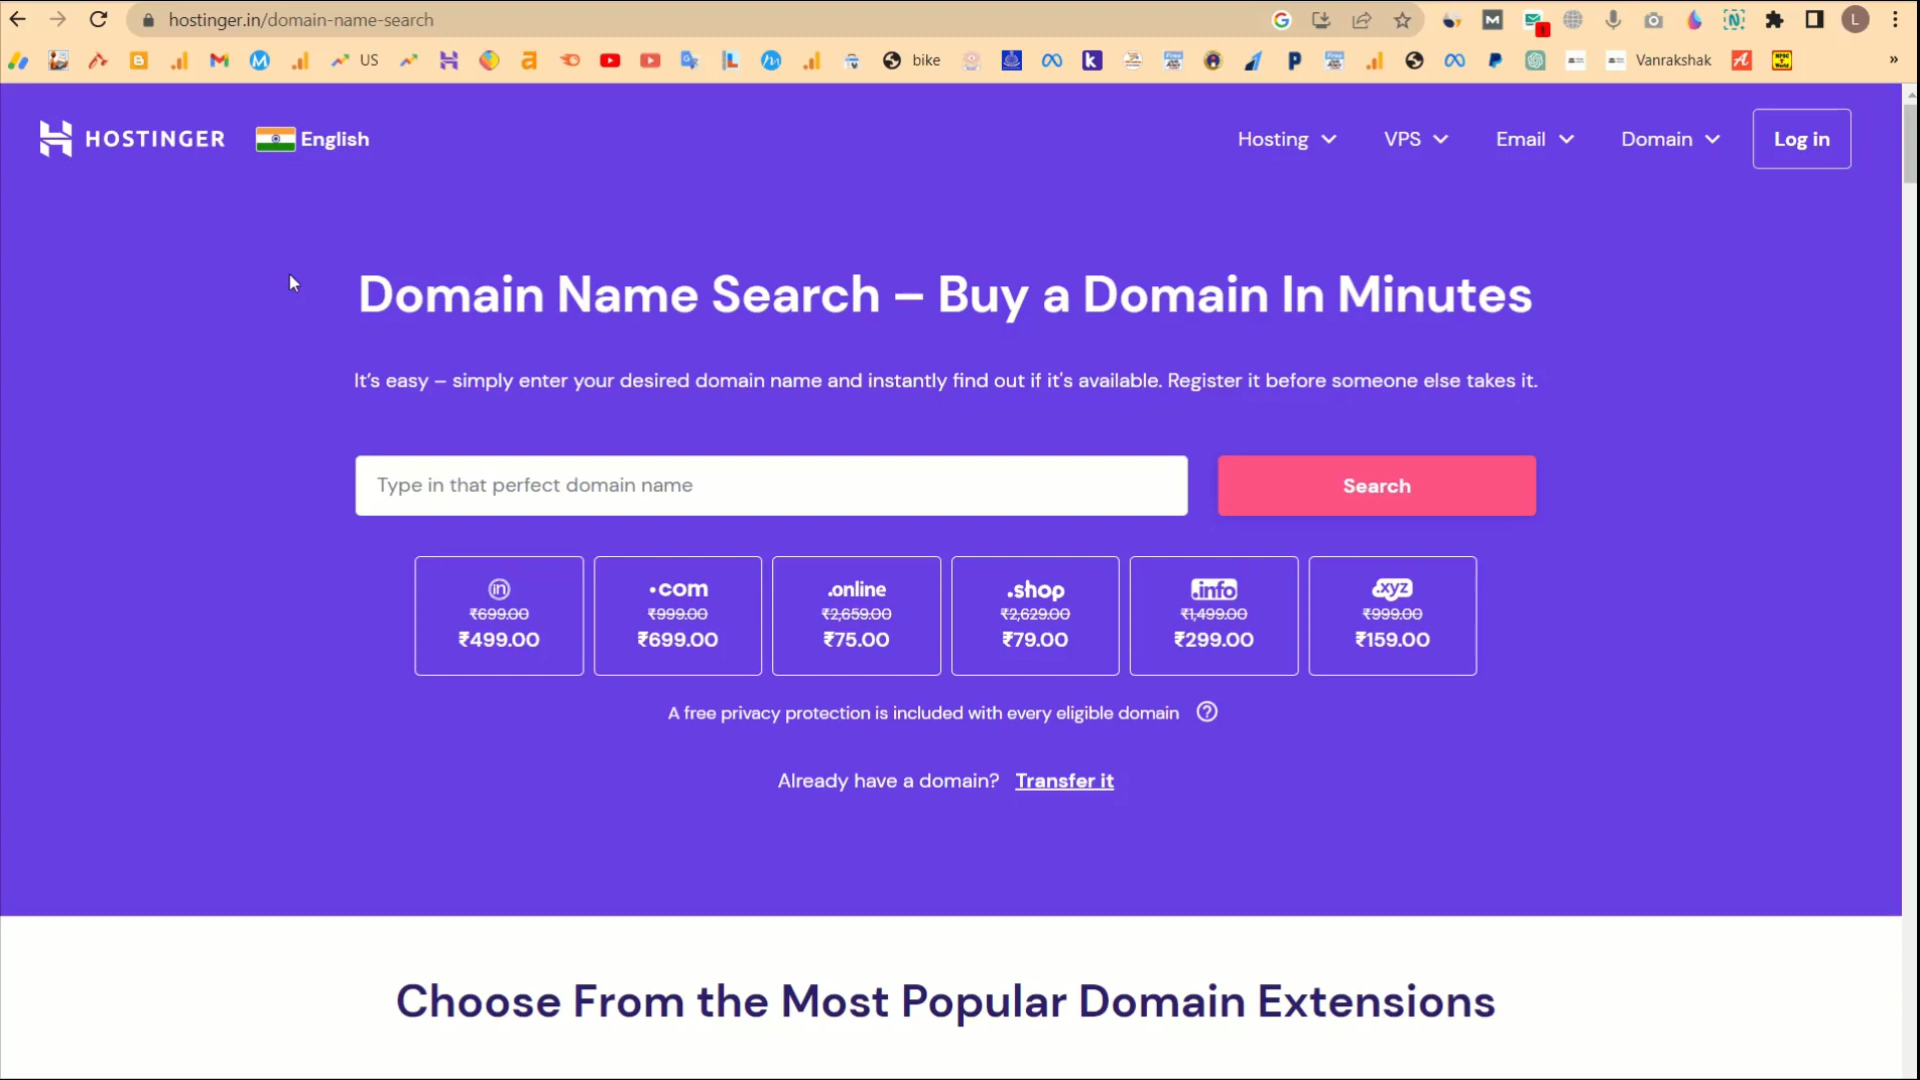 hostinger.in/domain-name-search
US
bike
Vanrakshak
»
HOSTINGER
English
Hosting
VPS
Email
Domain
Log in
Domain Name Search – Buy a Domain In Minutes
It's easy – simply enter your desired domain name and instantly find out if it's available. Register it before someone else takes it.
Type in that perfect domain name
Search
in
₹699.00
₹499.00
.com
₹999.00
₹699.00
.online
₹2,659.00
₹75.00
.shop
₹2,629.00
₹79.00
.info
₹1,499.00
₹299.00
.xyz
₹999.00
₹159.00
A free privacy protection is included with every eligible domain
Already have a domain? Transfer it
Choose From the Most Popular Domain Extensions